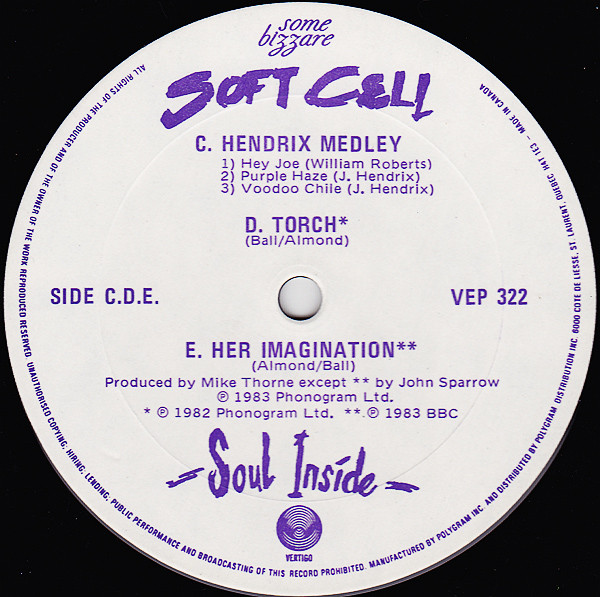 some
bizzare
SOFT CELL
C. HENDRIX MEDLEY
1) Hey Joe (William Roberts)
2) Purple Haze (J. Hendrix)
3) Voodoo Chile (J. Hendrix)
D. TORCH*
(Ball/Almond)
SIDE C.D.E.
VEP 322
E. HER IMAGINATION**
(Almond/Ball)
Produced by Mike Thorne except ** by John Sparrow
℗ 1983 Phonogram Ltd.
* ℗ 1982 Phonogram Ltd. **.℗ 1983 BBC
- Soul Inside -
VERTIGO
ALL RIGHTS OF THE PRODUCER AND OF THE OWNER OF THE WORK REPRODUCED RESERVED. UNAUTHORISED COPYING, HIRING, LENDING, PUBLIC PERFORMANCE AND BROADCASTING OF THIS RECORD PROHIBITED. MANUFACTURED BY POLYGRAM INC. AND DISTRIBUTED BY POLYGRAM DISTRIBUTION INC. 6000 COTE DE LIESSE, ST. LAURENT, QUEBEC H4T 1E3 - MADE IN CANADA